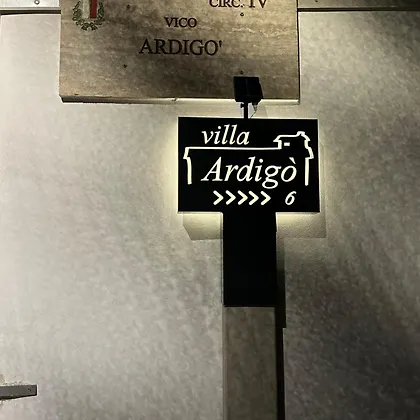 CIRC. IV
VICO
ARDIGO'
villa
Ardigò
>>>>> 6